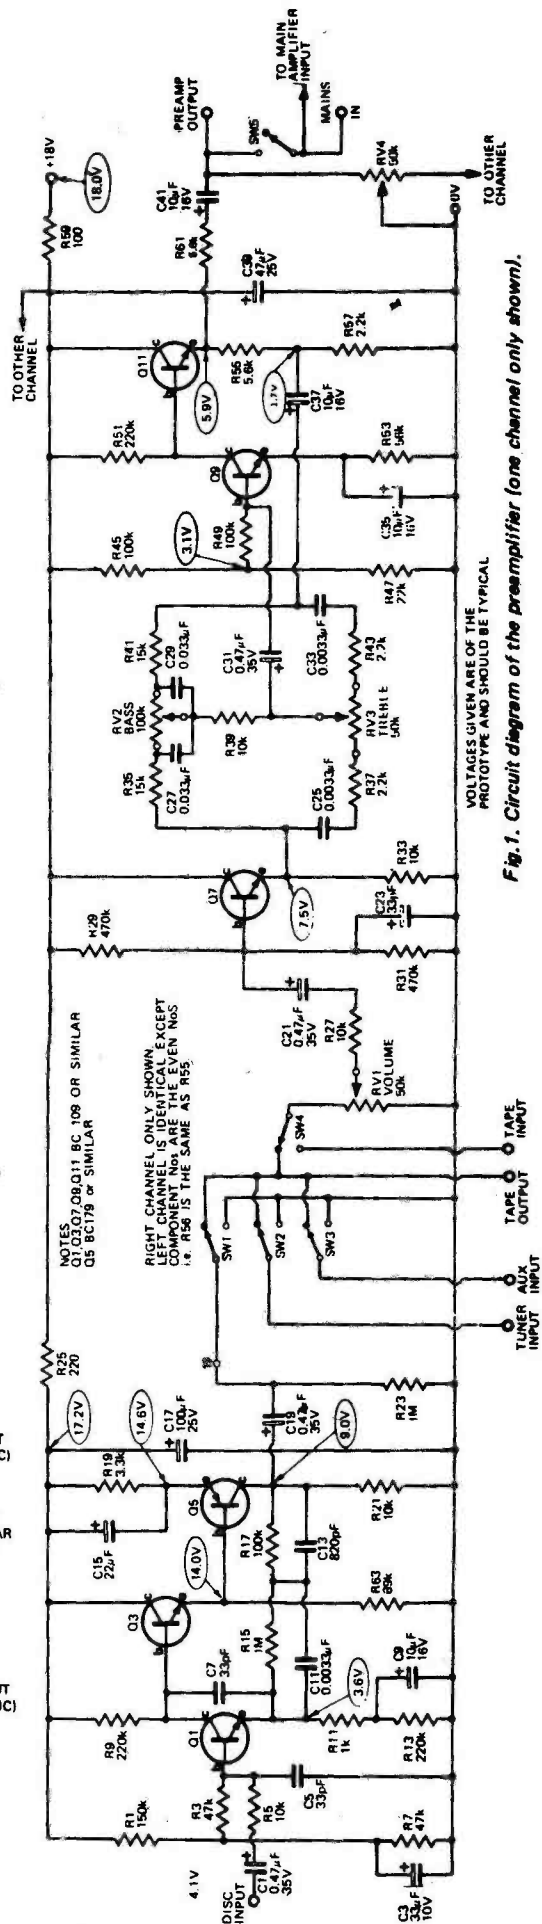 NOTES
Q1,Q3,Q7,Q9,Q11 BC 109 OR SIMILAR
Q5 BC179 or SIMILAR
RIGHT CHANNEL ONLY SHOWN.
LEFT CHANNEL IS IDENTICAL EXCEPT
COMPONENT Nos ARE THE EVEN NoS
i.e. R56 IS THE SAME AS R55
4.1V
DISC
INPUT
C1
0.47µF
35V
R1
150k
R3
47k
R5
10k
C3
33µF
10V
R7
47k
C5
33pF
R9
220k
Q1
b
c
e
C7
33pF
R11
1k
R13
220k
C9
10µF
16V
3.6V
C11
0.0033µF
R15
1M
Q3
b
c
e
14.0V
R63
89k
C15
22µF
R17
100k
C13
820pF
R19
3.3k
14.6V
Q5
b
e
c
R21
10k
9.0V
17.2V
C17
100µF
25V
C19
0.47µF
35V
R25
220
R23
1M
SW1
SW2
SW3
SW4
TUNER
INPUT
AUX INPUT
TAPE
OUTPUT
TAPE
INPUT
RV1
VOLUME
50k
R27
10k
C21
0.47µF
35V
R29
470k
R31
470k
C23
33µF
Q7
b
c
e
7.5V
R33
10k
R35
15k
C27
0.033µF
RV2
BASS
100k
R41
15k
C29
0.033µF
R39
10k
C31
0.47µF
35V
C25
0.0033µF
R37
2.2k
RV3
TREBLE
50k
C33
0.0033µF
R43
2.2k
R45
100k
3.1V
R49
100k
R47
22k
R51
220k
Q9
b
c
e
C35
10µF
16V
R53
56k
Q11
b
c
e
5.9V
R55
5.6k
1.7V
C37
10µF
16V
R57
2.2k
TO OTHER
CHANNEL
C39
47µF
25V
R59
100
+18V
18.0V
R61
6.8k
C41
10µF
16V
PREAMP
OUTPUT
SW5
TO MAIN
AMPLIFIER
INPUT
MAINS
IN
RV4
50k
0V
TO OTHER
CHANNEL
VOLTAGES GIVEN ARE OF THE
PROTOTYPE AND SHOULD BE TYPICAL
Fig.1. Circuit diagram of the preamplifier (one channel only shown).